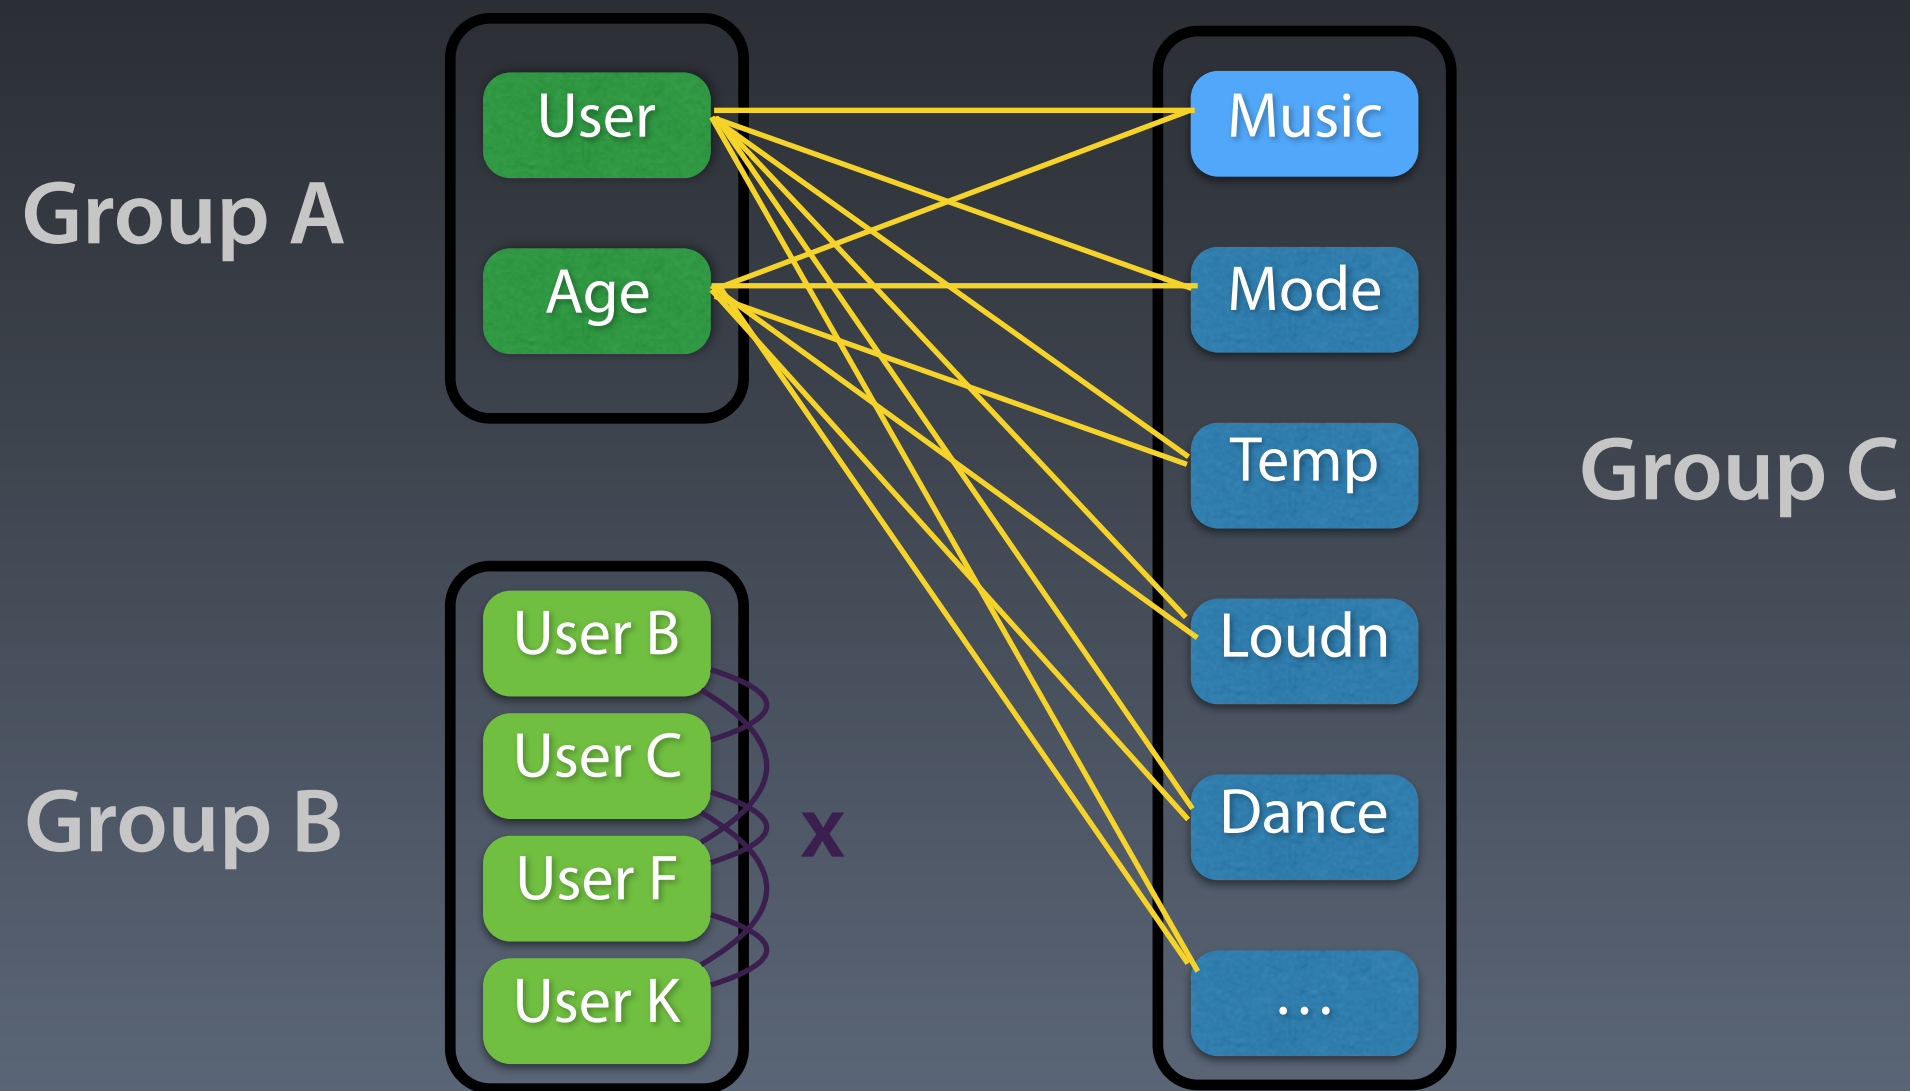 Group A
User
Age
Group B
User B
User C
User F
User K
x
Music
Mode
Temp
Loudn
Dance
...
Group C